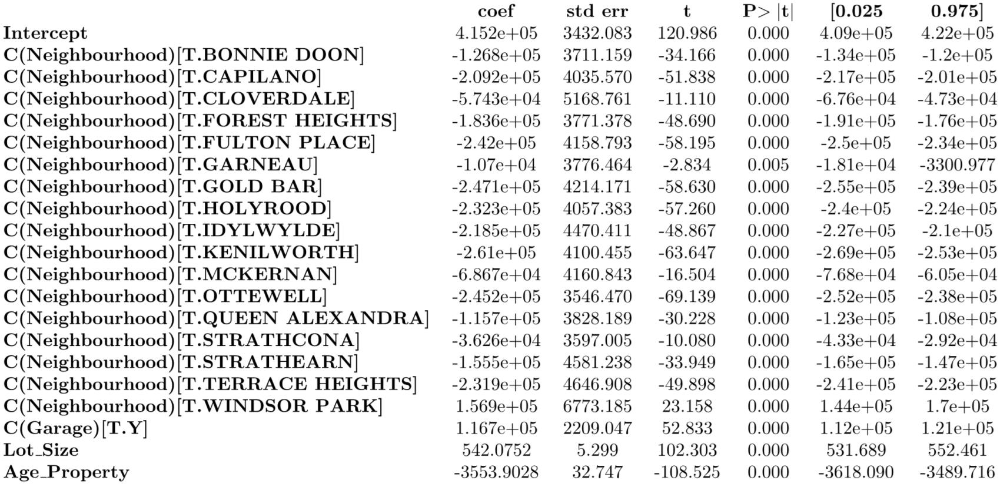 coef std err t P> |t| [0.025 0.975]
Intercept 4.152e+05 3432.083 120.986 0.000 4.09e+05 4.22e+05
C(Neighbourhood)[T.BONNIE DOON] -1.268e+05 3711.159 -34.166 0.000 -1.34e+05 -1.2e+05
C(Neighbourhood)[T.CAPILANO] -2.092e+05 4035.570 -51.838 0.000 -2.17e+05 -2.01e+05
C(Neighbourhood)[T.CLOVERDALE] -5.743e+04 5168.761 -11.110 0.000 -6.76e+04 -4.73e+04
C(Neighbourhood)[T.FOREST HEIGHTS] -1.836e+05 3771.378 -48.690 0.000 -1.91e+05 -1.76e+05
C(Neighbourhood)[T.FULTON PLACE] -2.42e+05 4158.793 -58.195 0.000 -2.5e+05 -2.34e+05
C(Neighbourhood)[T.GARNEAU] -1.07e+04 3776.464 -2.834 0.005 -1.81e+04 -3300.977
C(Neighbourhood)[T.GOLD BAR] -2.471e+05 4214.171 -58.630 0.000 -2.55e+05 -2.39e+05
C(Neighbourhood)[T.HOLYROOD] -2.323e+05 4057.383 -57.260 0.000 -2.4e+05 -2.24e+05
C(Neighbourhood)[T.IDYLWYLDE] -2.185e+05 4470.411 -48.867 0.000 -2.27e+05 -2.1e+05
C(Neighbourhood)[T.KENILWORTH] -2.61e+05 4100.455 -63.647 0.000 -2.69e+05 -2.53e+05
C(Neighbourhood)[T.MCKERNAN] -6.867e+04 4160.843 -16.504 0.000 -7.68e+04 -6.05e+04
C(Neighbourhood)[T.OTTEWELL] -2.452e+05 3546.470 -69.139 0.000 -2.52e+05 -2.38e+05
C(Neighbourhood)[T.QUEEN ALEXANDRA] -1.157e+05 3828.189 -30.228 0.000 -1.23e+05 -1.08e+05
C(Neighbourhood)[T.STRATHCONA] -3.626e+04 3597.005 -10.080 0.000 -4.33e+04 -2.92e+04
C(Neighbourhood)[T.STRATHEARN] -1.555e+05 4581.238 -33.949 0.000 -1.65e+05 -1.47e+05
C(Neighbourhood)[T.TERRACE HEIGHTS] -2.319e+05 4646.908 -49.898 0.000 -2.41e+05 -2.23e+05
C(Neighbourhood)[T.WINDSOR PARK] 1.569e+05 6773.185 23.158 0.000 1.44e+05 1.7e+05
C(Garage)[T.Y] 1.167e+05 2209.047 52.833 0.000 1.12e+05 1.21e+05
Lot_Size 542.0752 5.299 102.303 0.000 531.689 552.461
Age_Property -3553.9028 32.747 -108.525 0.000 -3618.090 -3489.716